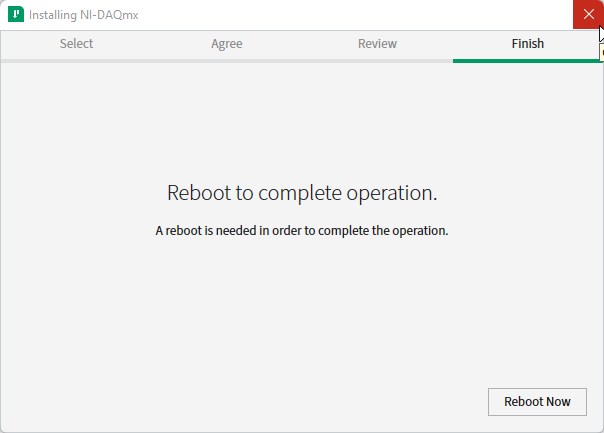 Installing NI-DAQmx
Select
Agree
Review
Finish
Reboot to complete operation.
A reboot is needed in order to complete the operation.
Reboot Now